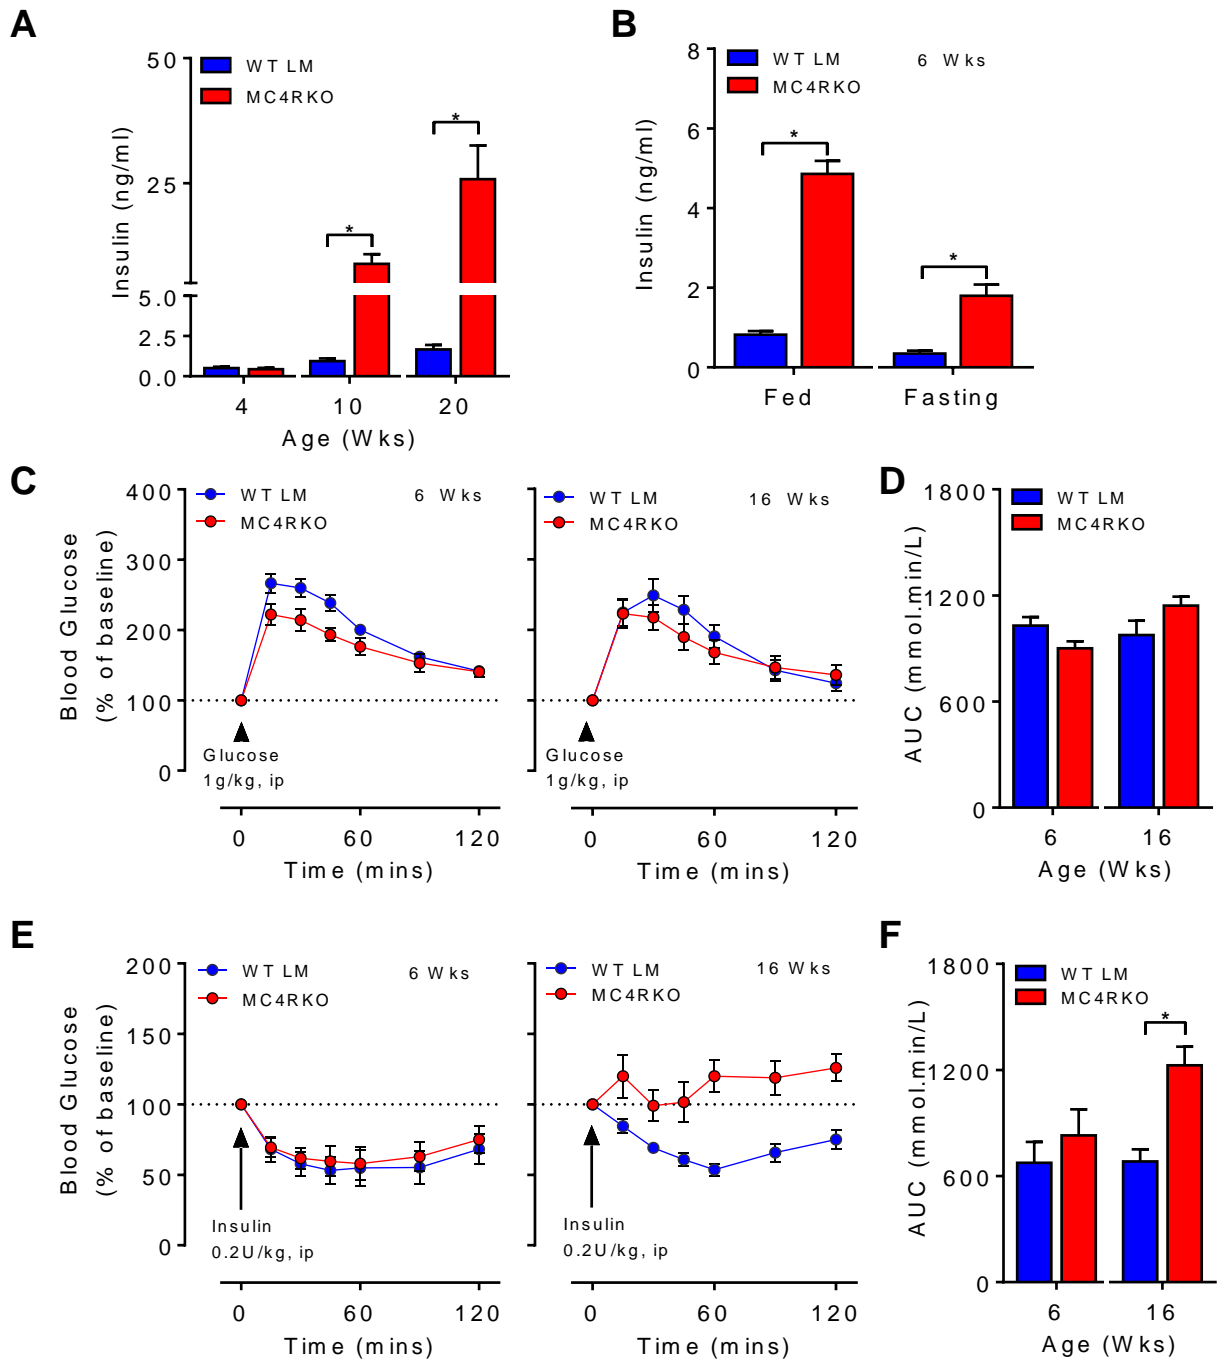 A
50
25
5.0
2.5
0.0
Insulin (ng/ml)
WT LM
MC4RKO
*
*
4
10
20
Age (Wks)
B
8
6
4
2
0
Insulin (ng/ml)
WT LM
MC4RKO
6 Wks
*
*
Fed
Fasting
C
400
300
200
100
0
Blood Glucose
(% of baseline)
WT LM
MC4RKO
6 Wks
Glucose
1g/kg, ip
0
60
120
Time (mins)
WT LM
MC4RKO
16 Wks
Glucose
1g/kg, ip
0
60
120
Time (mins)
D
1800
1200
600
0
AUC (mmol.min/L)
WT LM
MC4RKO
6
16
Age (Wks)
E
200
150
100
50
0
Blood Glucose
(% of baseline)
WT LM
MC4RKO
6 Wks
Insulin
0.2U/kg, ip
0
60
120
Time (mins)
WT LM
MC4RKO
16 Wks
Insulin
0.2U/kg, ip
0
60
120
Time (mins)
F
1800
1200
600
0
AUC (mmol.min/L)
WT LM
MC4RKO
*
6
16
Age (Wks)